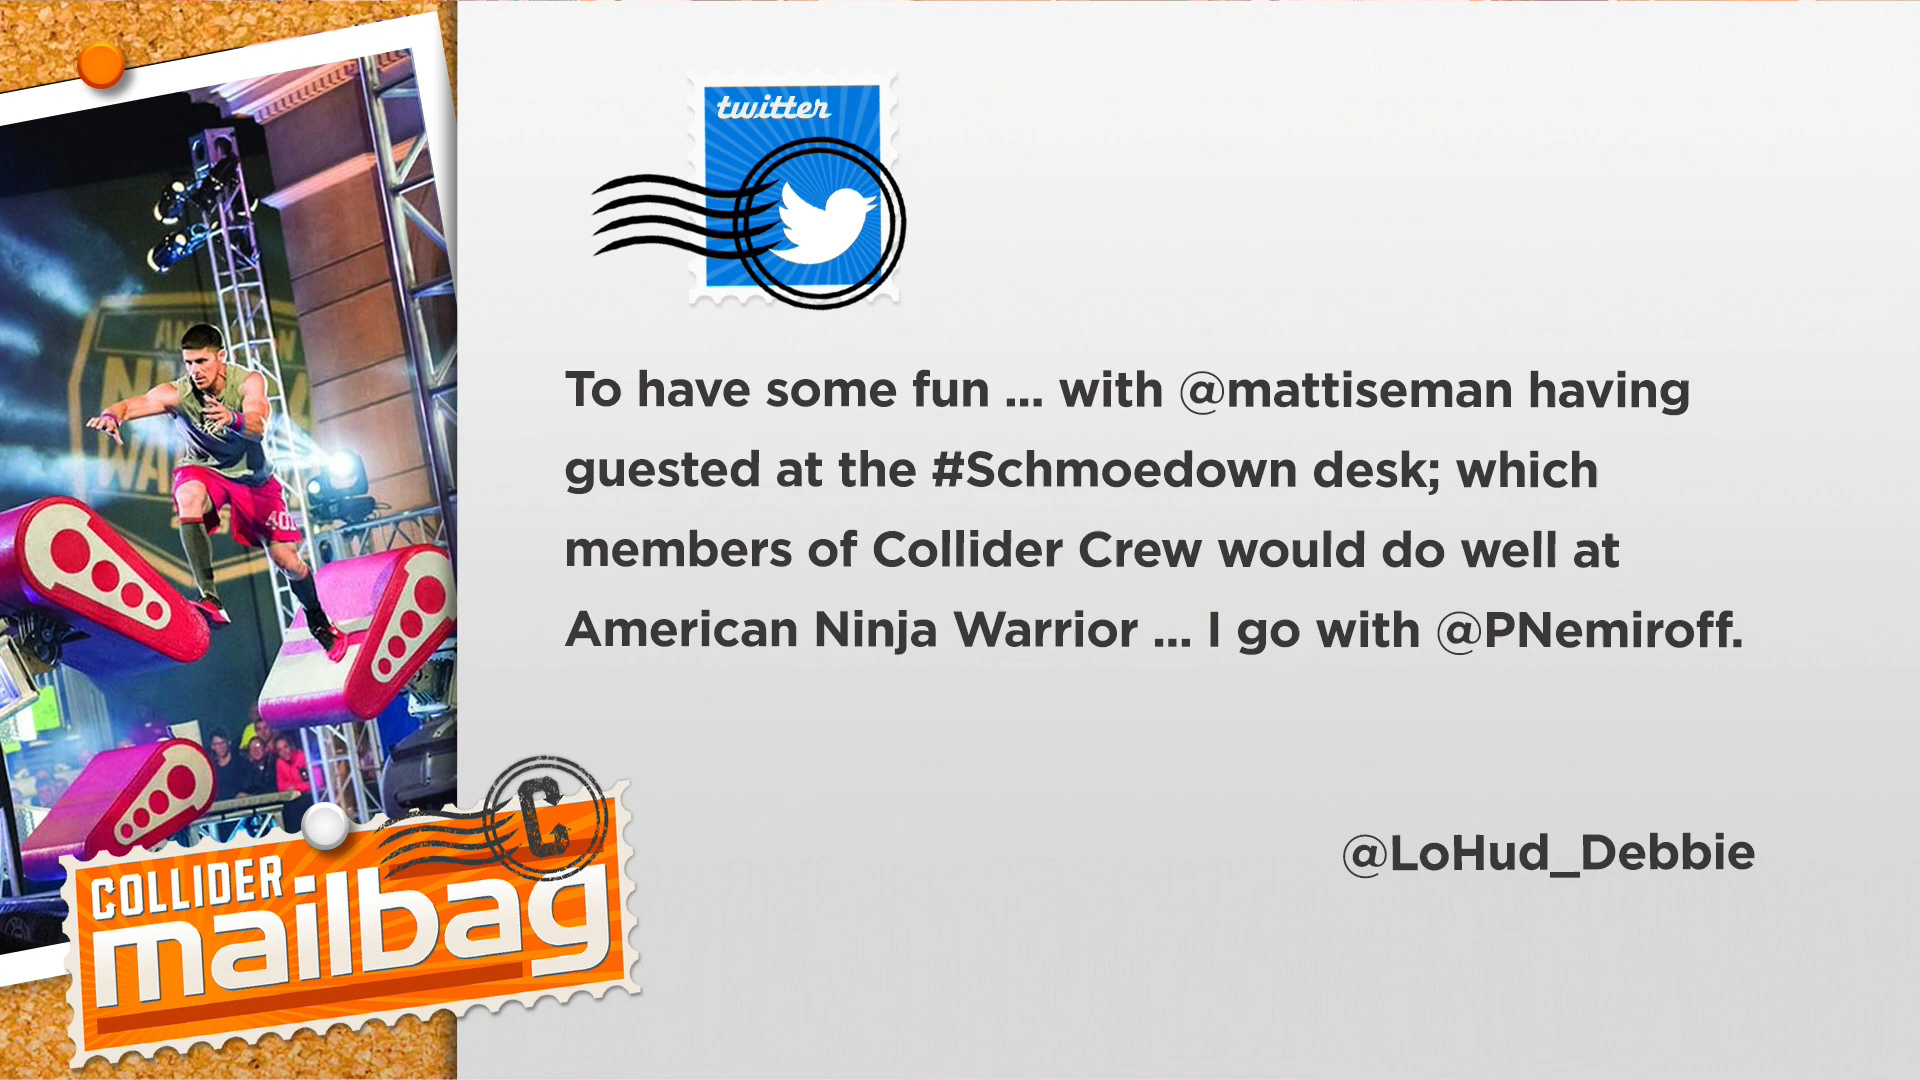 twitter
To have some fun ... with @mattiseman having
guested at the #Schmoedown desk; which
members of Collider Crew would do well at
American Ninja Warrior ... I go with @PNemiroff.
@LoHud_Debbie
C
COLLIDER
mailbag
401